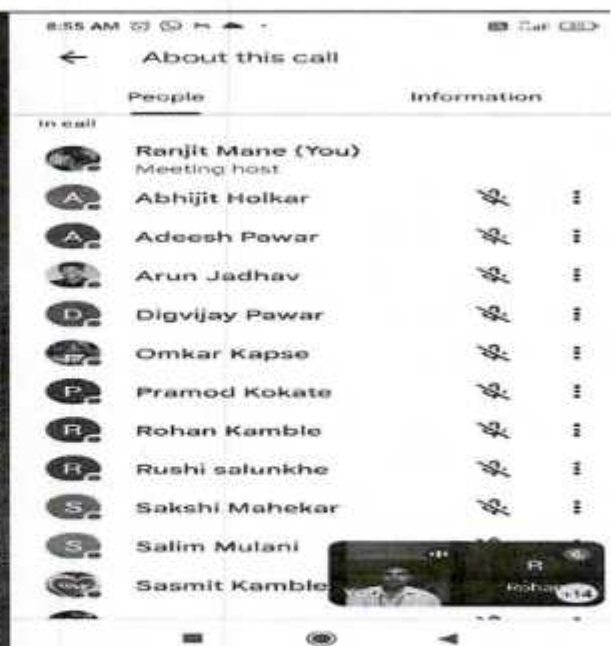 8:55 AM
About this call
People Information
In call
Ranjit Mane (You)
Meeting host
A Abhijit Holkar
A Adeesh Pawar
Arun Jadhav
D Digvijay Pawar
Omkar Kapse
P Pramod Kokate
R Rohan Kamble
R Rushi salunkhe
S Sakshi Mahekar
S Salim Mulani
R
Sasmit Kamble
+14